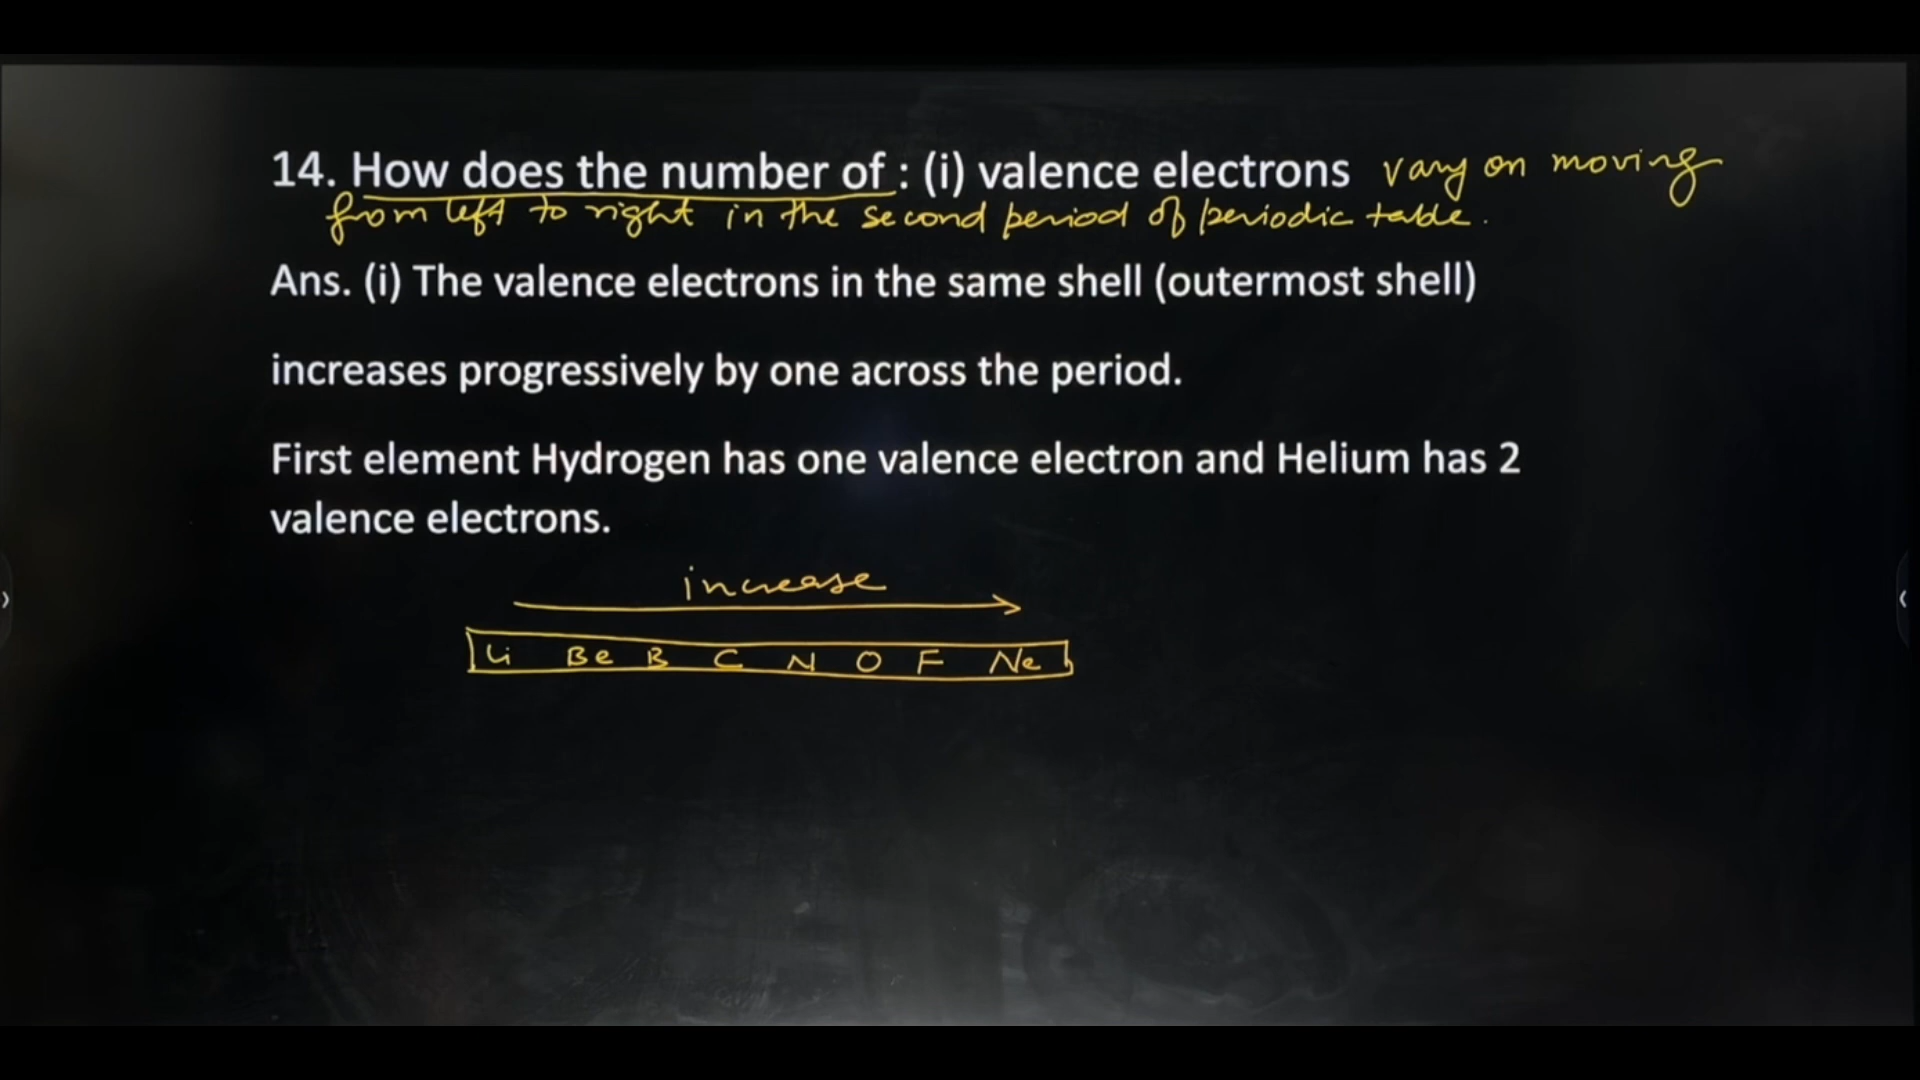 14. How does the number of : (i) valence electrons vary on moving
from left to right in the second period of periodic table.
Ans. (i) The valence electrons in the same shell (outermost shell)
increases progressively by one across the period.
First element Hydrogen has one valence electron and Helium has 2
valence electrons.
increase
Li Be B C N O F Ne